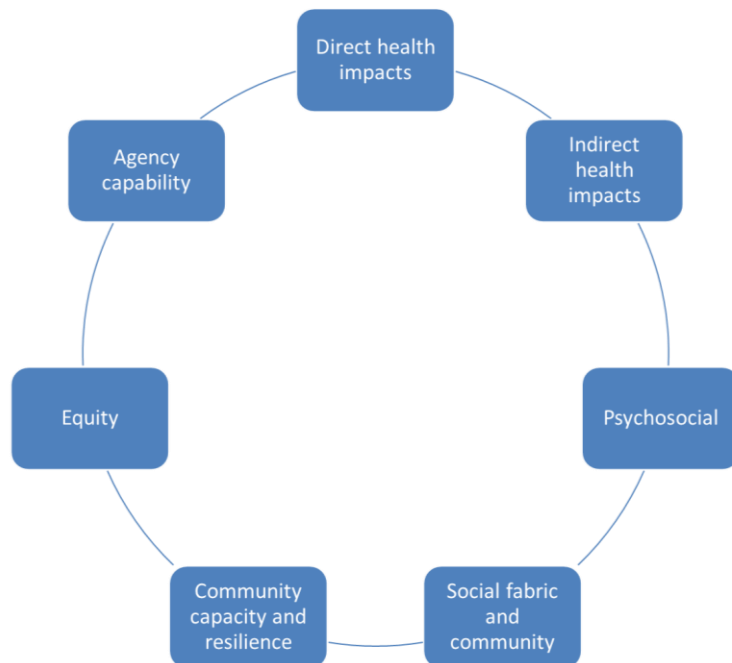 Direct health
impacts
Indirect
health
impacts
Psychosocial
Social fabric
and
community
Community
capacity and
resilience
Equity
Agency
capability